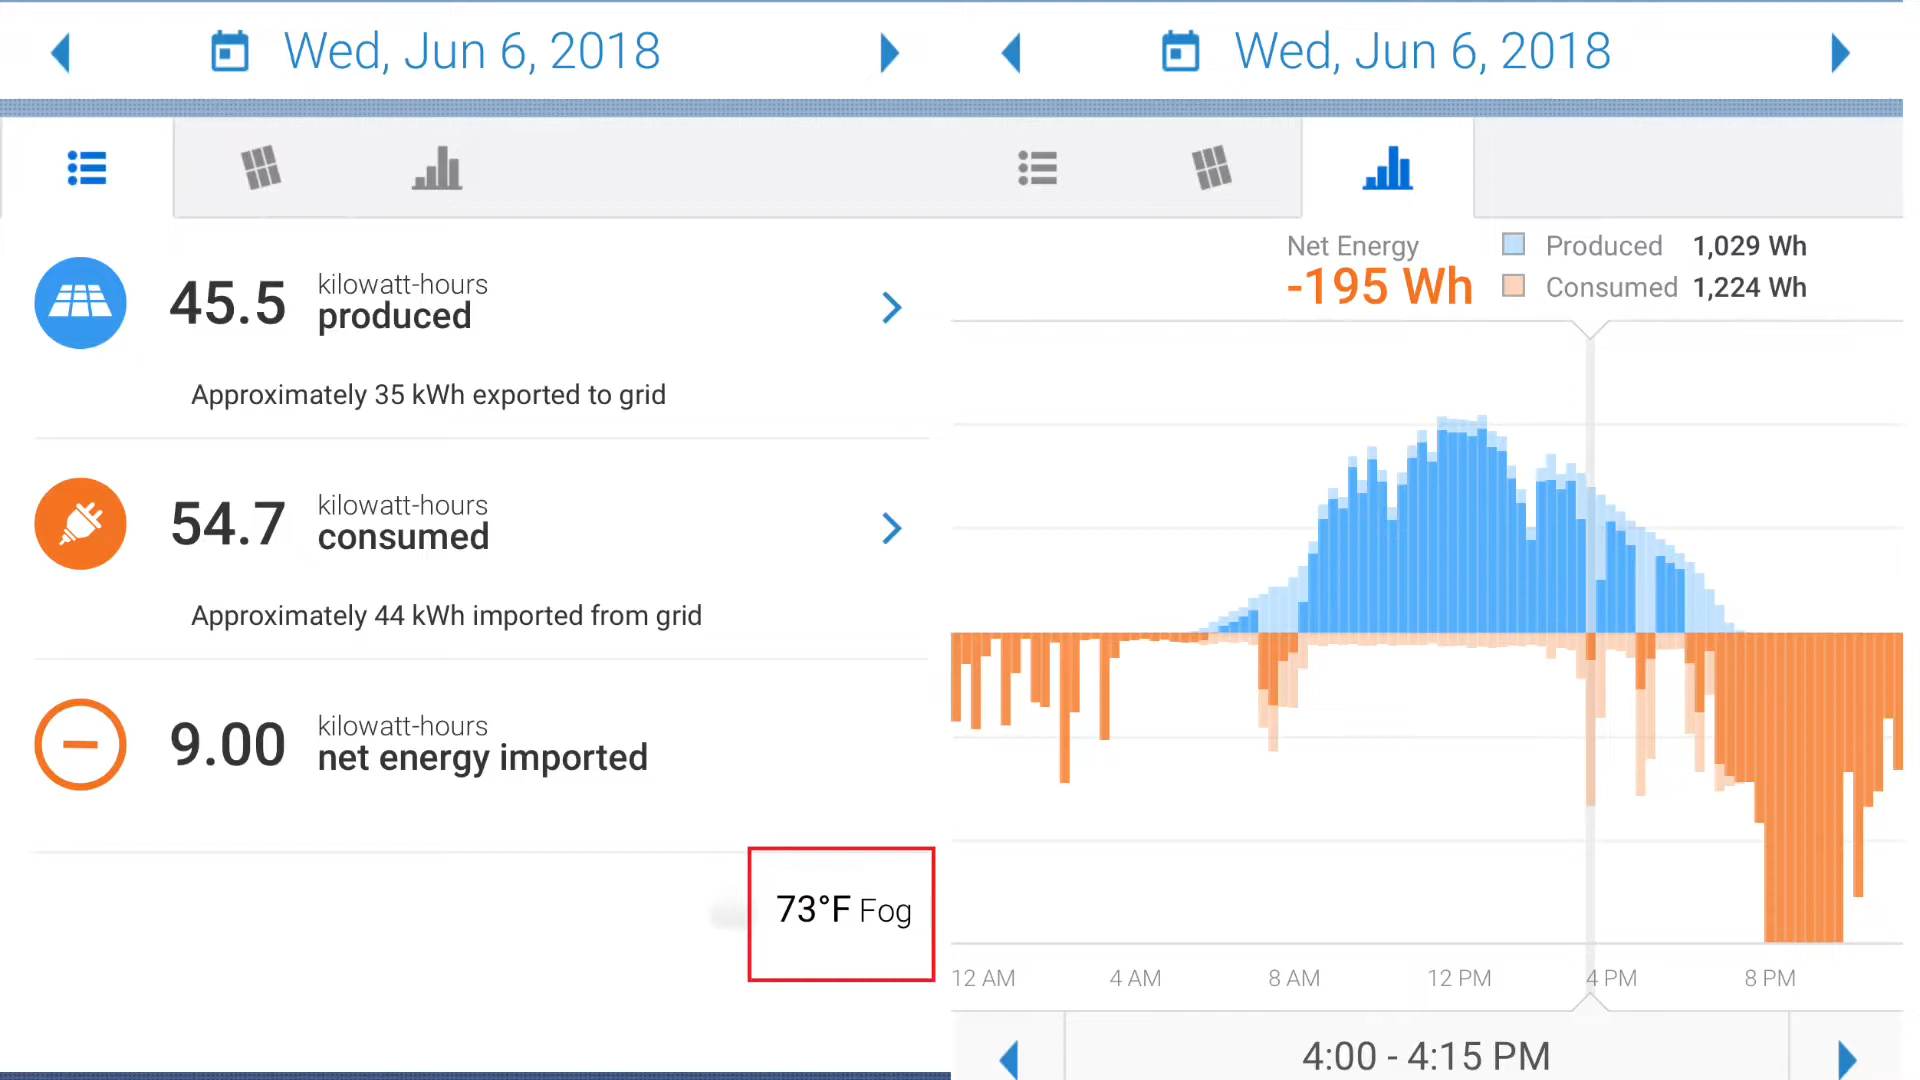 Wed, Jun 6, 2018
45.5 kilowatt-hours
produced
Approximately 35 kWh exported to grid
54.7 kilowatt-hours
consumed
Approximately 44 kWh imported from grid
9.00 kilowatt-hours
net energy imported
73°F Fog
Wed, Jun 6, 2018
Net Energy
-195 Wh
Produced 1,029 Wh
Consumed 1,224 Wh
12 AM 4 AM 8 AM 12 PM 4 PM 8 PM
4:00 - 4:15 PM